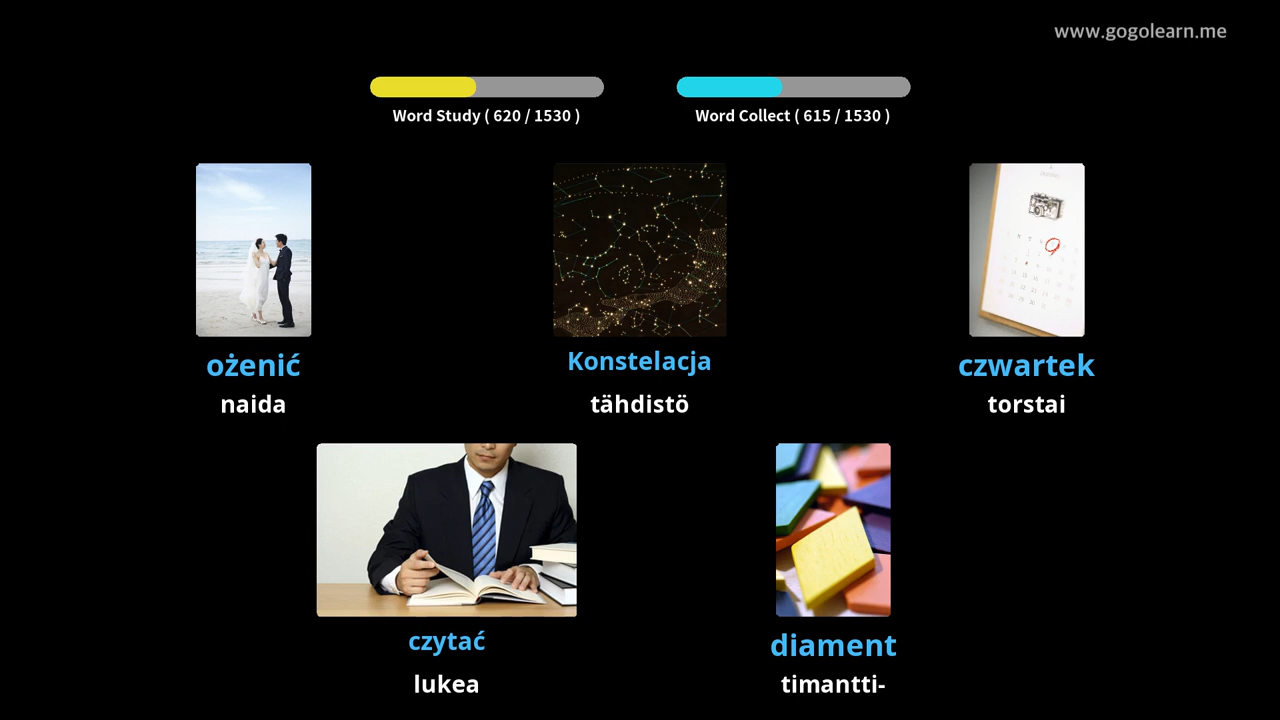 www.gogolearn.me
Word Study ( 620 / 1530 )
Word Collect ( 615 / 1530 )
ożenić
naida
Konstelacja
tähdistö
czwartek
torstai
czytać
lukea
diament
timantti-